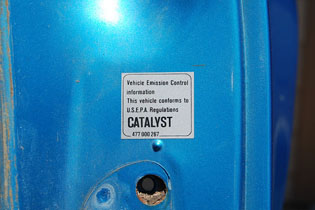 Vehicle Emission Control
information
This vehicle conforms to
U.S.E.P.A. Regulations
CATALYST
477 000 267